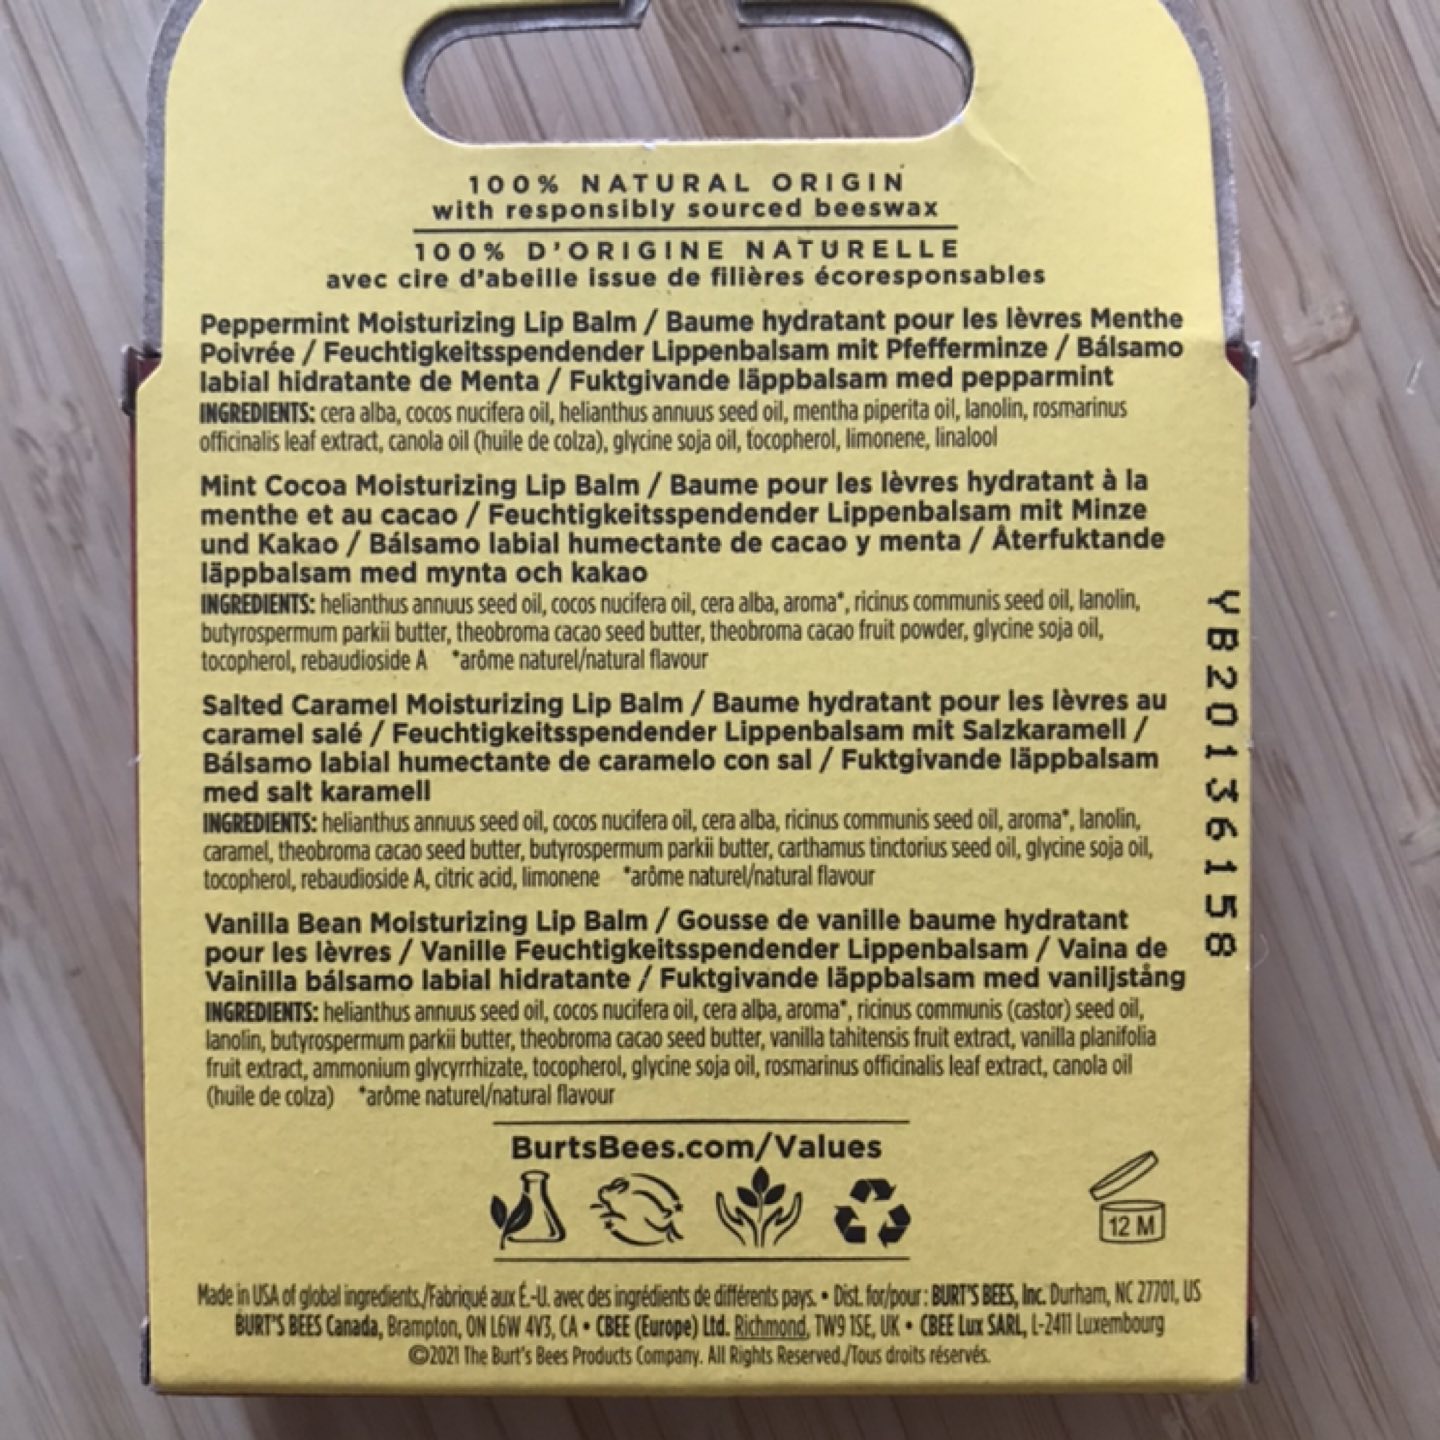 100% NATURAL ORIGIN
with responsibly sourced beeswax
100% D'ORIGINE NATURELLE
avec cire d'abeille issue de filières écoresponsables
Peppermint Moisturizing Lip Balm / Baume hydratant pour les lèvres Menthe
Poivrée / Feuchtigkeitsspendender Lippenbalsam mit Pfefferminze / Bálsamo
labial hidratante de Menta / Fuktgivande läppbalsam med pepparmint
INGREDIENTS: cera alba, cocos nucifera oil, helianthus annuus seed oil, mentha piperita oil, lanolin, rosmarinus
officinalis leaf extract, canola oil (huile de colza), glycine soja oil, tocopherol, limonene, linalool
Mint Cocoa Moisturizing Lip Balm / Baume pour les lèvres hydratant à la
menthe et au cacao / Feuchtigkeitsspendender Lippenbalsam mit Minze
und Kakao / Bálsamo labial humectante de cacao y menta / Återfuktande
läppbalsam med mynta och kakao
INGREDIENTS: helianthus annuus seed oil, cocos nucifera oil, cera alba, aroma*, ricinus communis seed oil, lanolin,
butyrospermum parkii butter, theobroma cacao seed butter, theobroma cacao fruit powder, glycine soja oil,
tocopherol, rebaudioside A *arôme naturel/natural flavour
Salted Caramel Moisturizing Lip Balm / Baume hydratant pour les lèvres au
caramel salé / Feuchtigkeitsspendender Lippenbalsam mit Salzkaramell /
Bálsamo labial humectante de caramelo con sal / Fuktgivande läppbalsam
med salt karamell
INGREDIENTS: helianthus annuus seed oil, cocos nucifera oil, cera alba, ricinus communis seed oil, aroma*, lanolin,
caramel, theobroma cacao seed butter, butyrospermum parkii butter, carthamus tinctorius seed oil, glycine soja oil,
tocopherol, rebaudioside A, citric acid, limonene *arôme naturel/natural flavour
Vanilla Bean Moisturizing Lip Balm / Gousse de vanille baume hydratant
pour les lèvres / Vanille Feuchtigkeitsspendender Lippenbalsam / Vaina de
Vainilla bálsamo labial hidratante / Fuktgivande läppbalsam med vaniljstång
INGREDIENTS: helianthus annuus seed oil, cocos nucifera oil, cera alba, aroma*, ricinus communis (castor) seed oil,
lanolin, butyrospermum parkii butter, theobroma cacao seed butter, vanilla tahitensis fruit extract, vanilla planifolia
fruit extract, ammonium glycyrrhizate, tocopherol, glycine soja oil, rosmarinus officinalis leaf extract, canola oil
(huile de colza) *arôme naturel/natural flavour
YB20136158
BurtsBees.com/Values
12 M
Made in USA of global ingredients./Fabriqué aux É.-U. avec des ingrédients de différents pays. • Dist. for/pour : BURT'S BEES, Inc. Durham, NC 27701, US
BURT'S BEES Canada, Brampton, ON L6W 4V3, CA • CBEE (Europe) Ltd. Richmond, TW9 1SE, UK • CBEE Lux SARL, L-2411 Luxembourg
©2021 The Burt's Bees Products Company. All Rights Reserved./Tous droits réservés.